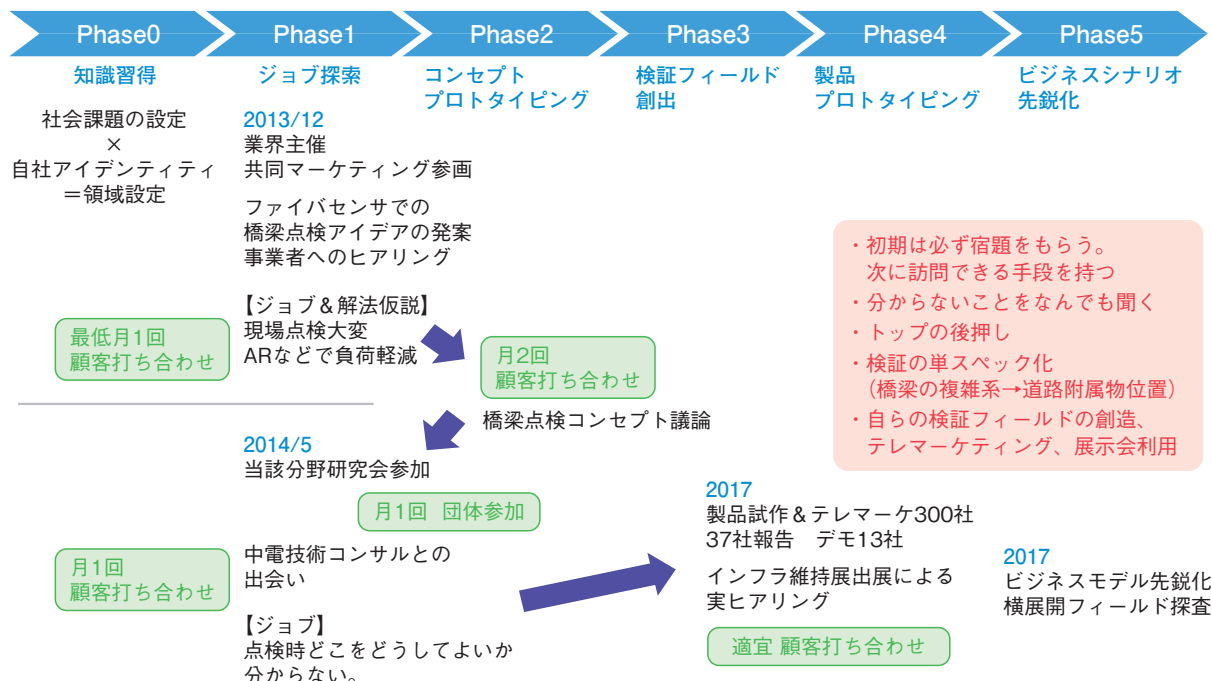 Phase0
Phase1
Phase2
Phase3
Phase4
Phase5
知識習得
ジョブ探索
コンセプト
プロトタイピング
検証フィールド
創出
製品
プロトタイピング
ビジネスシナリオ
先鋭化
社会課題の設定
×
自社アイデンティティ
＝領域設定
2013/12
業界主催
共同マーケティング参画
ファイバセンサでの
橋梁点検アイデアの発案
事業者へのヒアリング
【ジョブ＆解法仮説】
現場点検大変
ARなどで負荷軽減
最低月1回
顧客打ち合わせ
月2回
顧客打ち合わせ
橋梁点検コンセプト議論
・初期は必ず宿題をもらう。
次に訪問できる手段を持つ
・分からないことをなんでも聞く
・トップの後押し
・検証の単スペック化
（橋梁の複雑系→道路附属物位置）
・自らの検証フィールドの創造、
テレマーケティング、展示会利用
2014/5
当該分野研究会参加
月1回 団体参加
月1回
顧客打ち合わせ
中電技術コンサルとの
出会い
【ジョブ】
点検時どこをどうしてよいか
分からない。
2017
製品試作＆テレマーケ300社
37社報告 デモ13社
インフラ維持展出展による
実ヒアリング
適宜 顧客打ち合わせ
2017
ビジネスモデル先鋭化
横展開フィールド探査